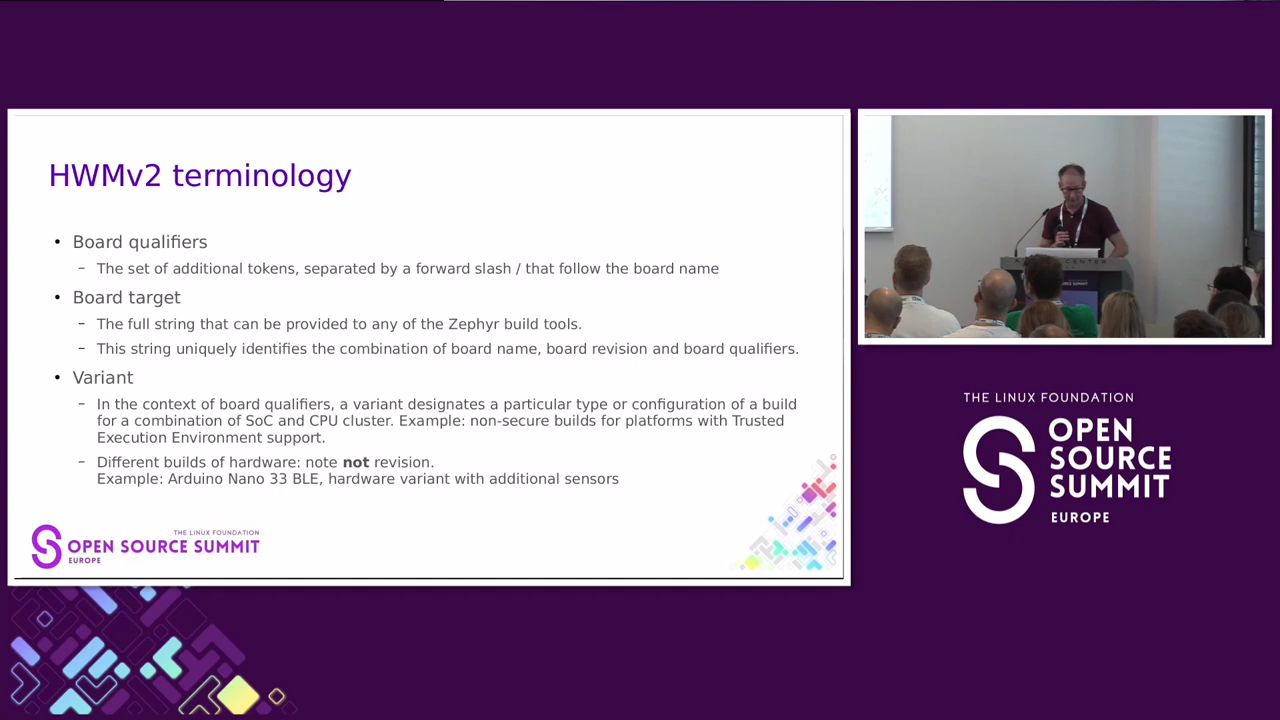 HWMv2 terminology
• Board qualifiers
– The set of additional tokens, separated by a forward slash / that follow the board name
• Board target
– The full string that can be provided to any of the Zephyr build tools.
– This string uniquely identifies the combination of board name, board revision and board qualifiers.
• Variant
– In the context of board qualifiers, a variant designates a particular type or configuration of a build
for a combination of SoC and CPU cluster. Example: non-secure builds for platforms with Trusted
Execution Environment support.
– Different builds of hardware: note not revision.
Example: Arduino Nano 33 BLE, hardware variant with additional sensors
THE LINUX FOUNDATION
OPEN SOURCE SUMMIT
EUROPE
THE LINUX FOUNDATION
OPEN
SOURCE
SUMMIT
EUROPE